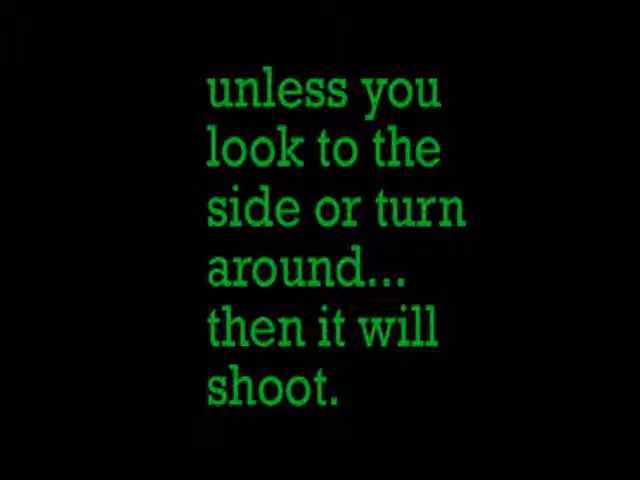 unless you
look to the
side or turn
around...
then it will
shoot.